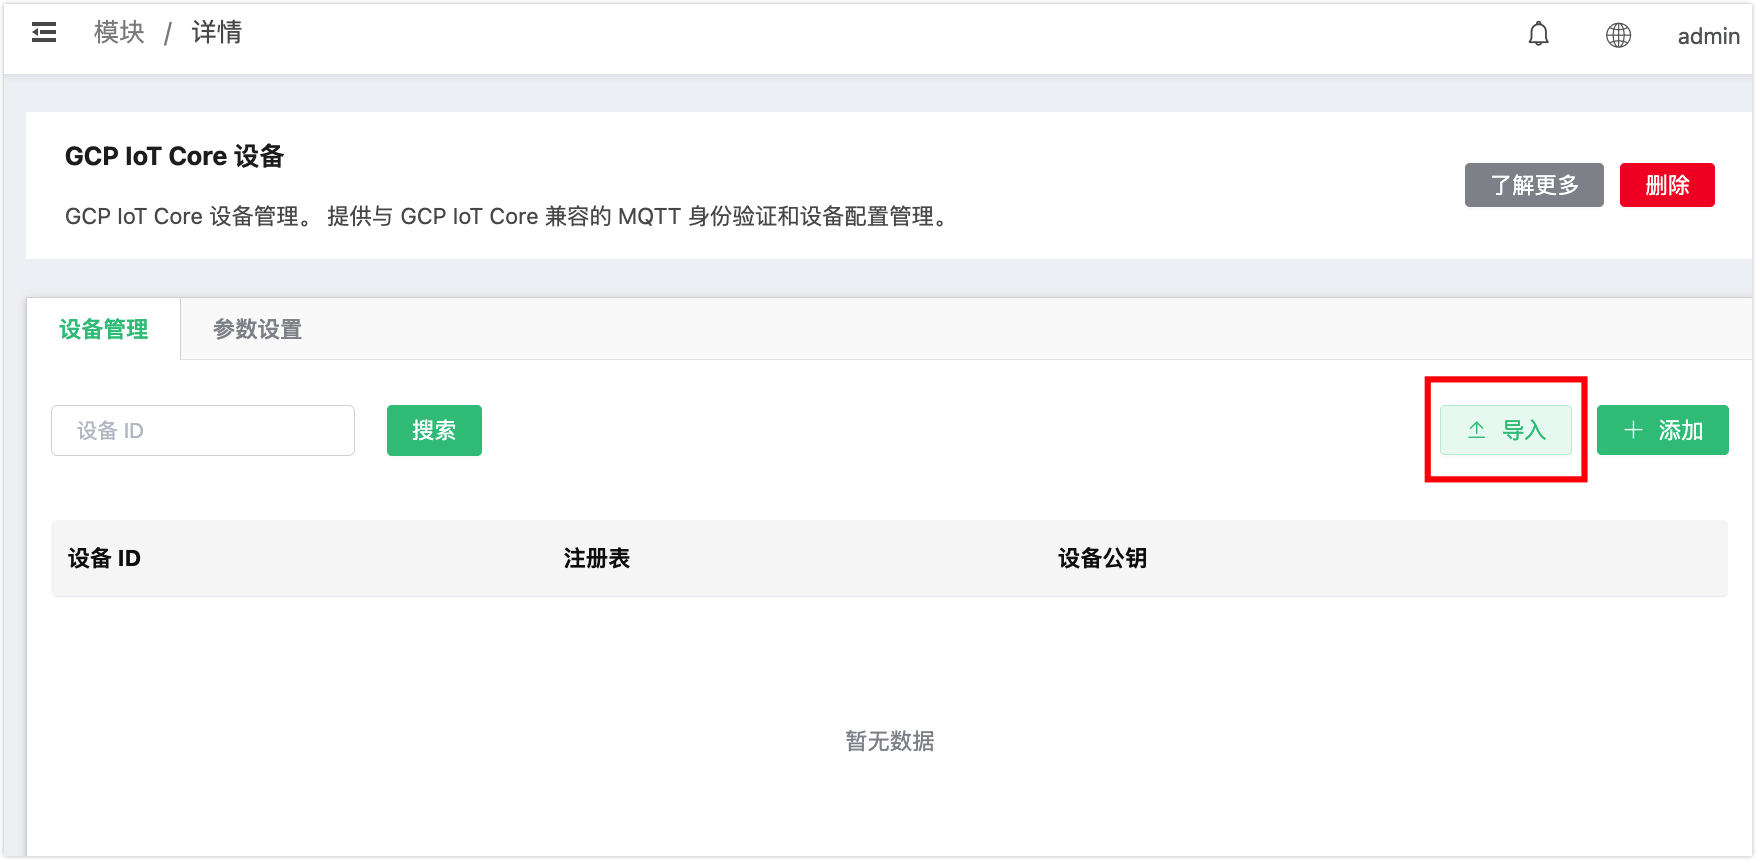 模块 / 详情
admin
GCP IoT Core 设备
GCP IoT Core 设备管理。 提供与 GCP IoT Core 兼容的 MQTT 身份验证和设备配置管理。
了解更多
删除
设备管理
参数设置
设备 ID
搜索
导入
添加
设备 ID
注册表
设备公钥
暂无数据